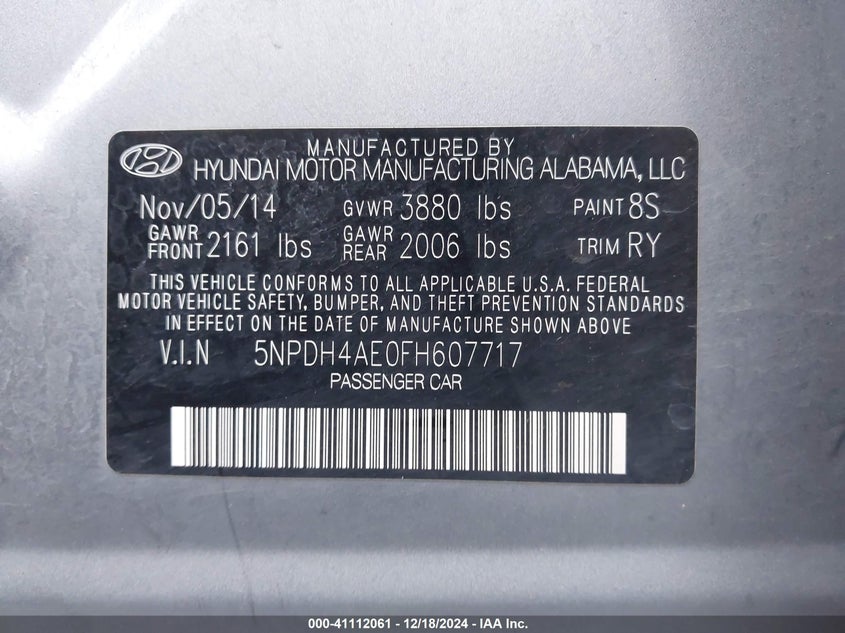 MANUFACTURED BY
HYUNDAI MOTOR MANUFACTURING ALABAMA, LLC
Nov/05/14 GVWR 3880 lbs PAINT 8S
GAWR FRONT 2161 lbs GAWR REAR 2006 lbs TRIM RY
THIS VEHICLE CONFORMS TO ALL APPLICABLE U.S.A. FEDERAL
MOTOR VEHICLE SAFETY, BUMPER, AND THEFT PREVENTION STANDARDS
IN EFFECT ON THE DATE OF MANUFACTURE SHOWN ABOVE
V.I.N 5NPDH4AE0FH607717
PASSENGER CAR
000-41112061 - 12/18/2024 - IAA Inc.